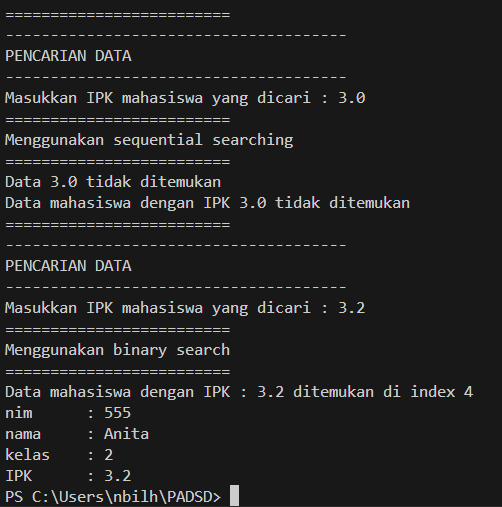 =========================
--------------------------------------
PENCARIAN DATA
--------------------------------------
Masukkan IPK mahasiswa yang dicari : 3.0
=========================
Menggunakan sequential searching
=========================
Data 3.0 tidak ditemukan
Data mahasiswa dengan IPK 3.0 tidak ditemukan
=========================
--------------------------------------
PENCARIAN DATA
--------------------------------------
Masukkan IPK mahasiswa yang dicari : 3.2
=========================
Menggunakan binary search
=========================
Data mahasiswa dengan IPK : 3.2 ditemukan di index 4
nim      : 555
nama     : Anita
kelas    : 2
IPK      : 3.2
PS C:\Users\nbilh\PADSD>